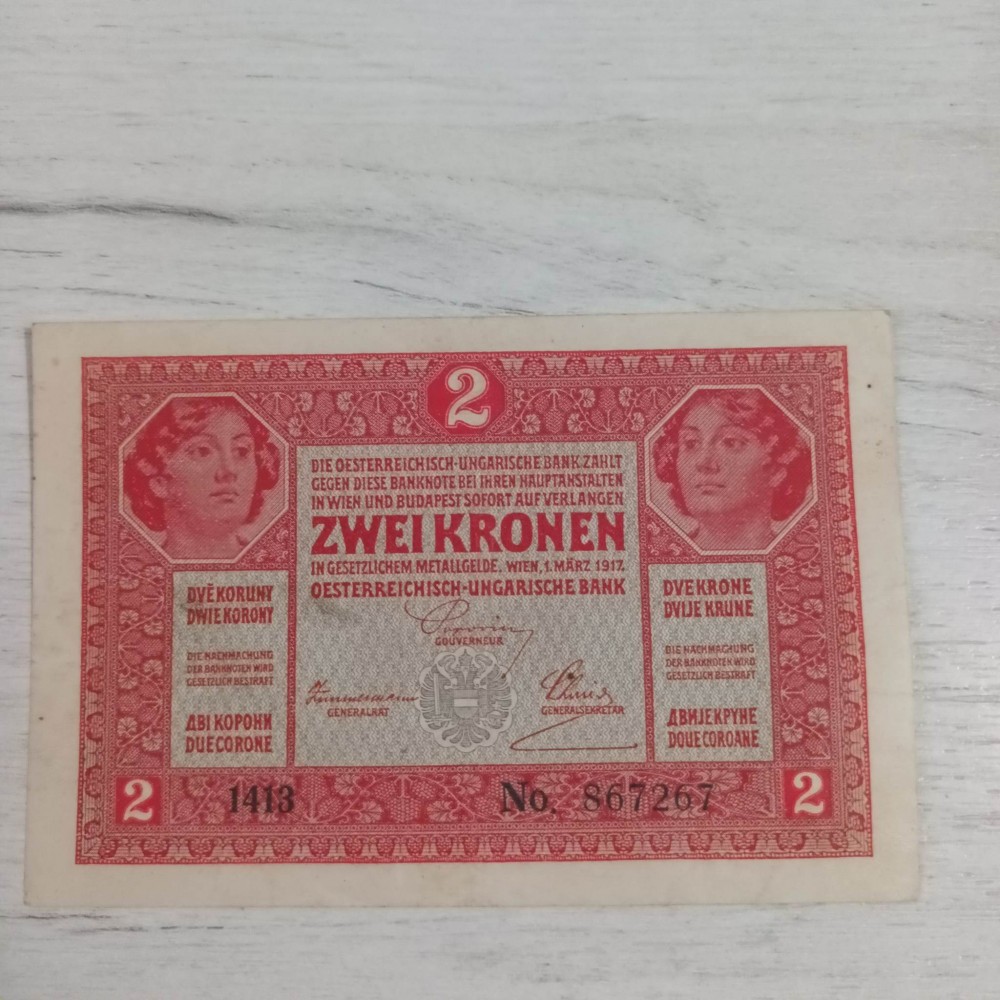 2
DIE OESTERREICHISCH-UNGARISCHE BANK ZAHLT
GEGEN DIESE BANKNOTE BEI IHREN HAUPTANSTALTEN
IN WIEN UND BUDAPEST SOFORT AUF VERLANGEN
ZWEI KRONEN
IN GESETZLICHEM METALLGELDE. WIEN, 1. MÄRZ 1917.
OESTERREICHISCH-UNGARISCHE BANK
GOUVERNEUR
GENERALRAT
GENERALSEKRETÄR
DVĚ KORUNY
DWIE KORONY
DIE NACHMACHUNG
DER BANKNOTEN WIRD
GESETZLICH BESTRAFT
ДВІ КОРОНИ
DUE CORONE
DVE KRONE
DVIJE KRUNE
DIE NACHMACHUNG
DER BANKNOTEN WIRD
GESETZLICH BESTRAFT
ДВИЈЕ КРУНЕ
DOUE COROANE
2
1413
No. 867267
2